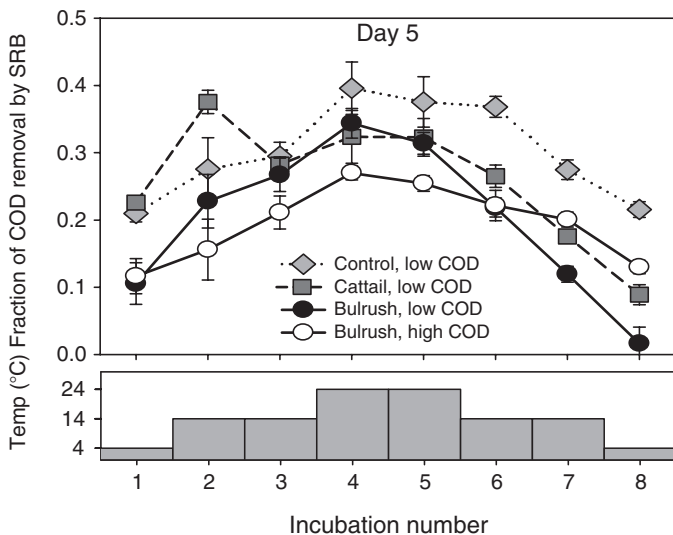 Day 5
Temp (°C) Fraction of COD removal by SRB
0.5
0.4
0.3
0.2
0.1
0.0
Control, low COD
Cattail, low COD
Bulrush, low COD
Bulrush, high COD
24
14
4
1 2 3 4 5 6 7 8
Incubation number